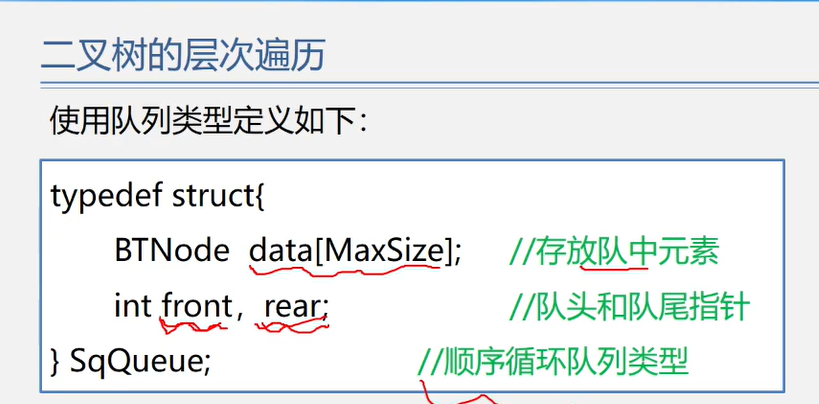 二叉树的层次遍历
使用队列类型定义如下：
typedef struct{
BTNode data[MaxSize]; //存放队中元素
int front，rear; //队头和队尾指针
} SqQueue; //顺序循环队列类型